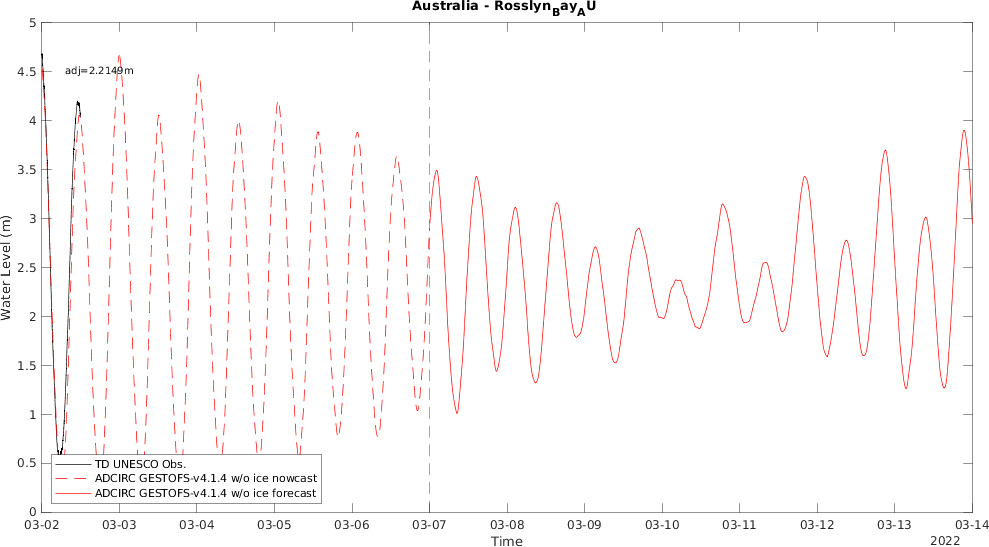 Australia - RosslynBayAU
5
4.5
4
3.5
3
2.5
2
1.5
1
0.5
0
Water Level (m)
adj=2.2149m
TD UNESCO Obs.
ADCIRC GESTOFS-v4.1.4 w/o ice nowcast
ADCIRC GESTOFS-v4.1.4 w/o ice forecast
03-02 03-03 03-04 03-05 03-06 03-07 03-08 03-09 03-10 03-11 03-12 03-13 03-14
Time
2022